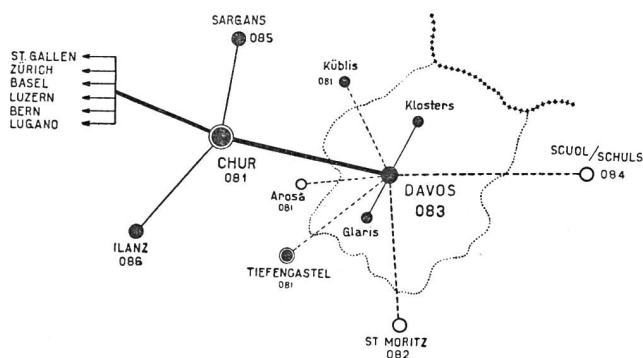 SARGANS
085
ST. GALLEN
ZÜRICH
BASEL
LUZERN
BERN
LUGANO
Küblis
081
Klosters
CHUR
081
SCUOL/SCHULS
084
Arosa
081
DAVOS
083
Glaris
ILANZ
086
TIEFENCASTEL
081
ST MORITZ
082